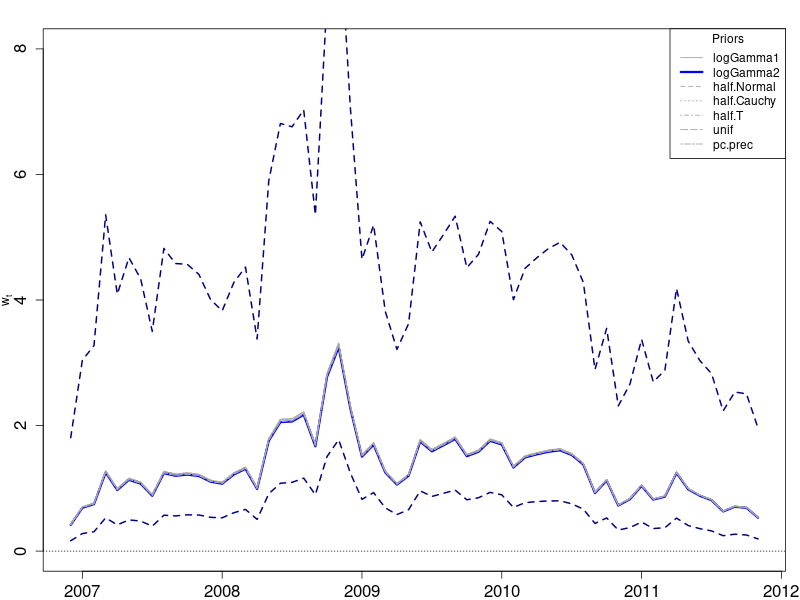 8
6
4
2
0
wt
2007
2008
2009
2010
2011
2012
Priors
logGamma1
logGamma2
half.Normal
half.Cauchy
half.T
unif
pc.prec